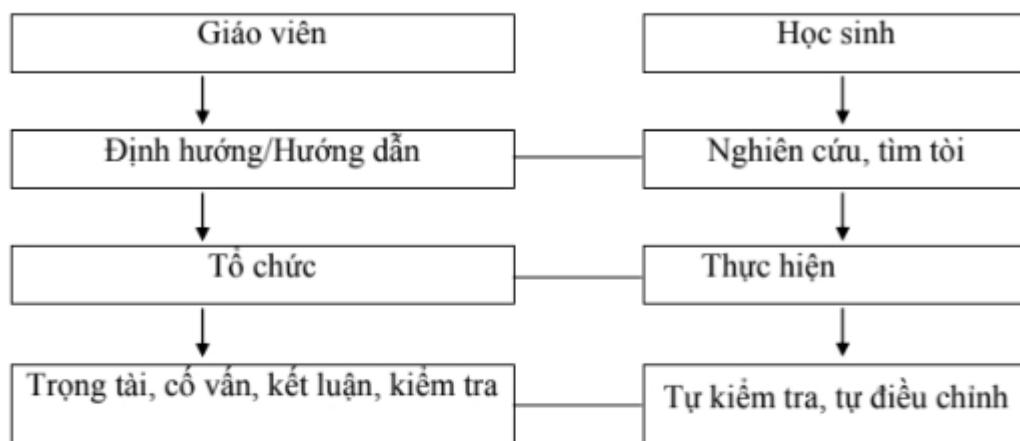 Giáo viên
Học sinh
Định hướng/Hướng dẫn
Nghiên cứu, tìm tòi
Tổ chức
Thực hiện
Trọng tài, cố vấn, kết luận, kiểm tra
Tự kiểm tra, tự điều chỉnh